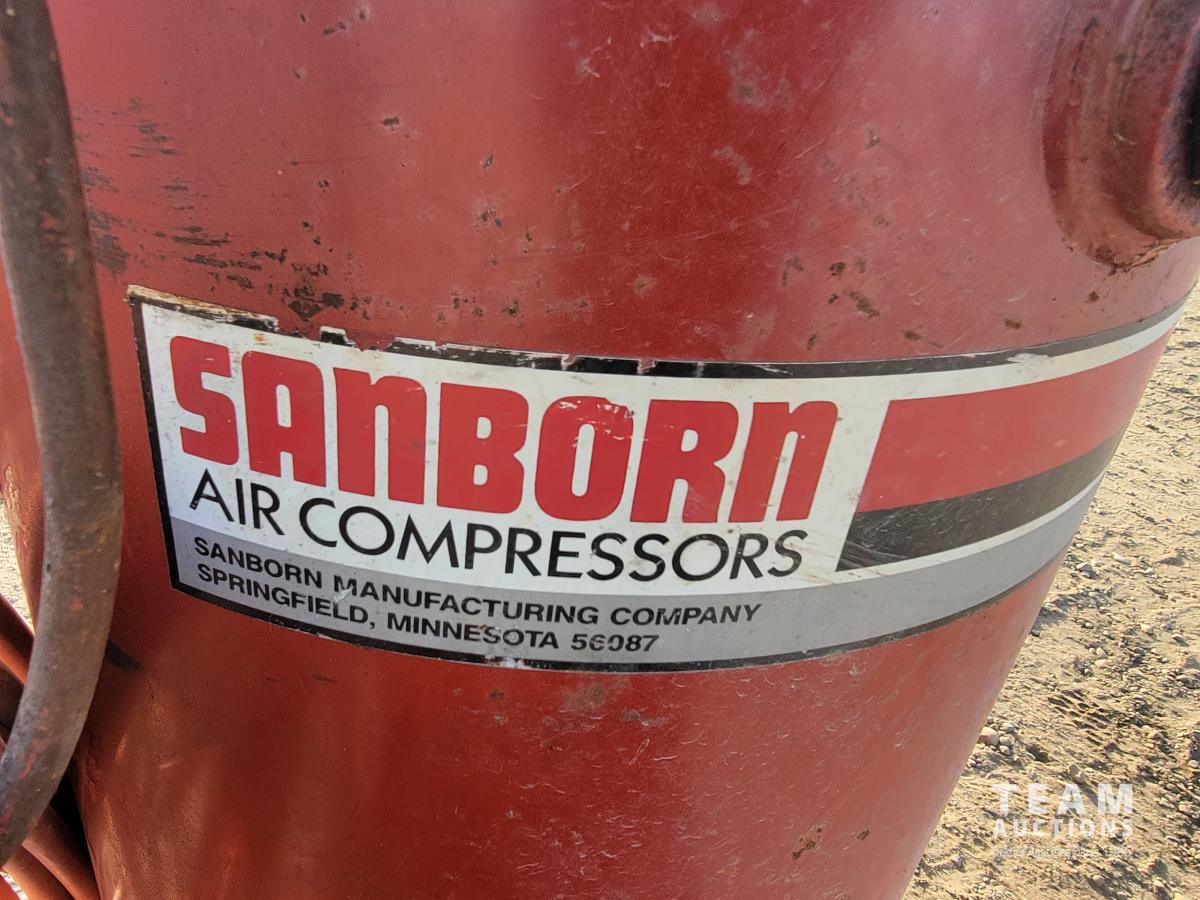 SANBORN
AIR COMPRESSORS
SANBORN MANUFACTURING COMPANY
SPRINGFIELD, MINNESOTA 56087
TEAM
AUCTIONS